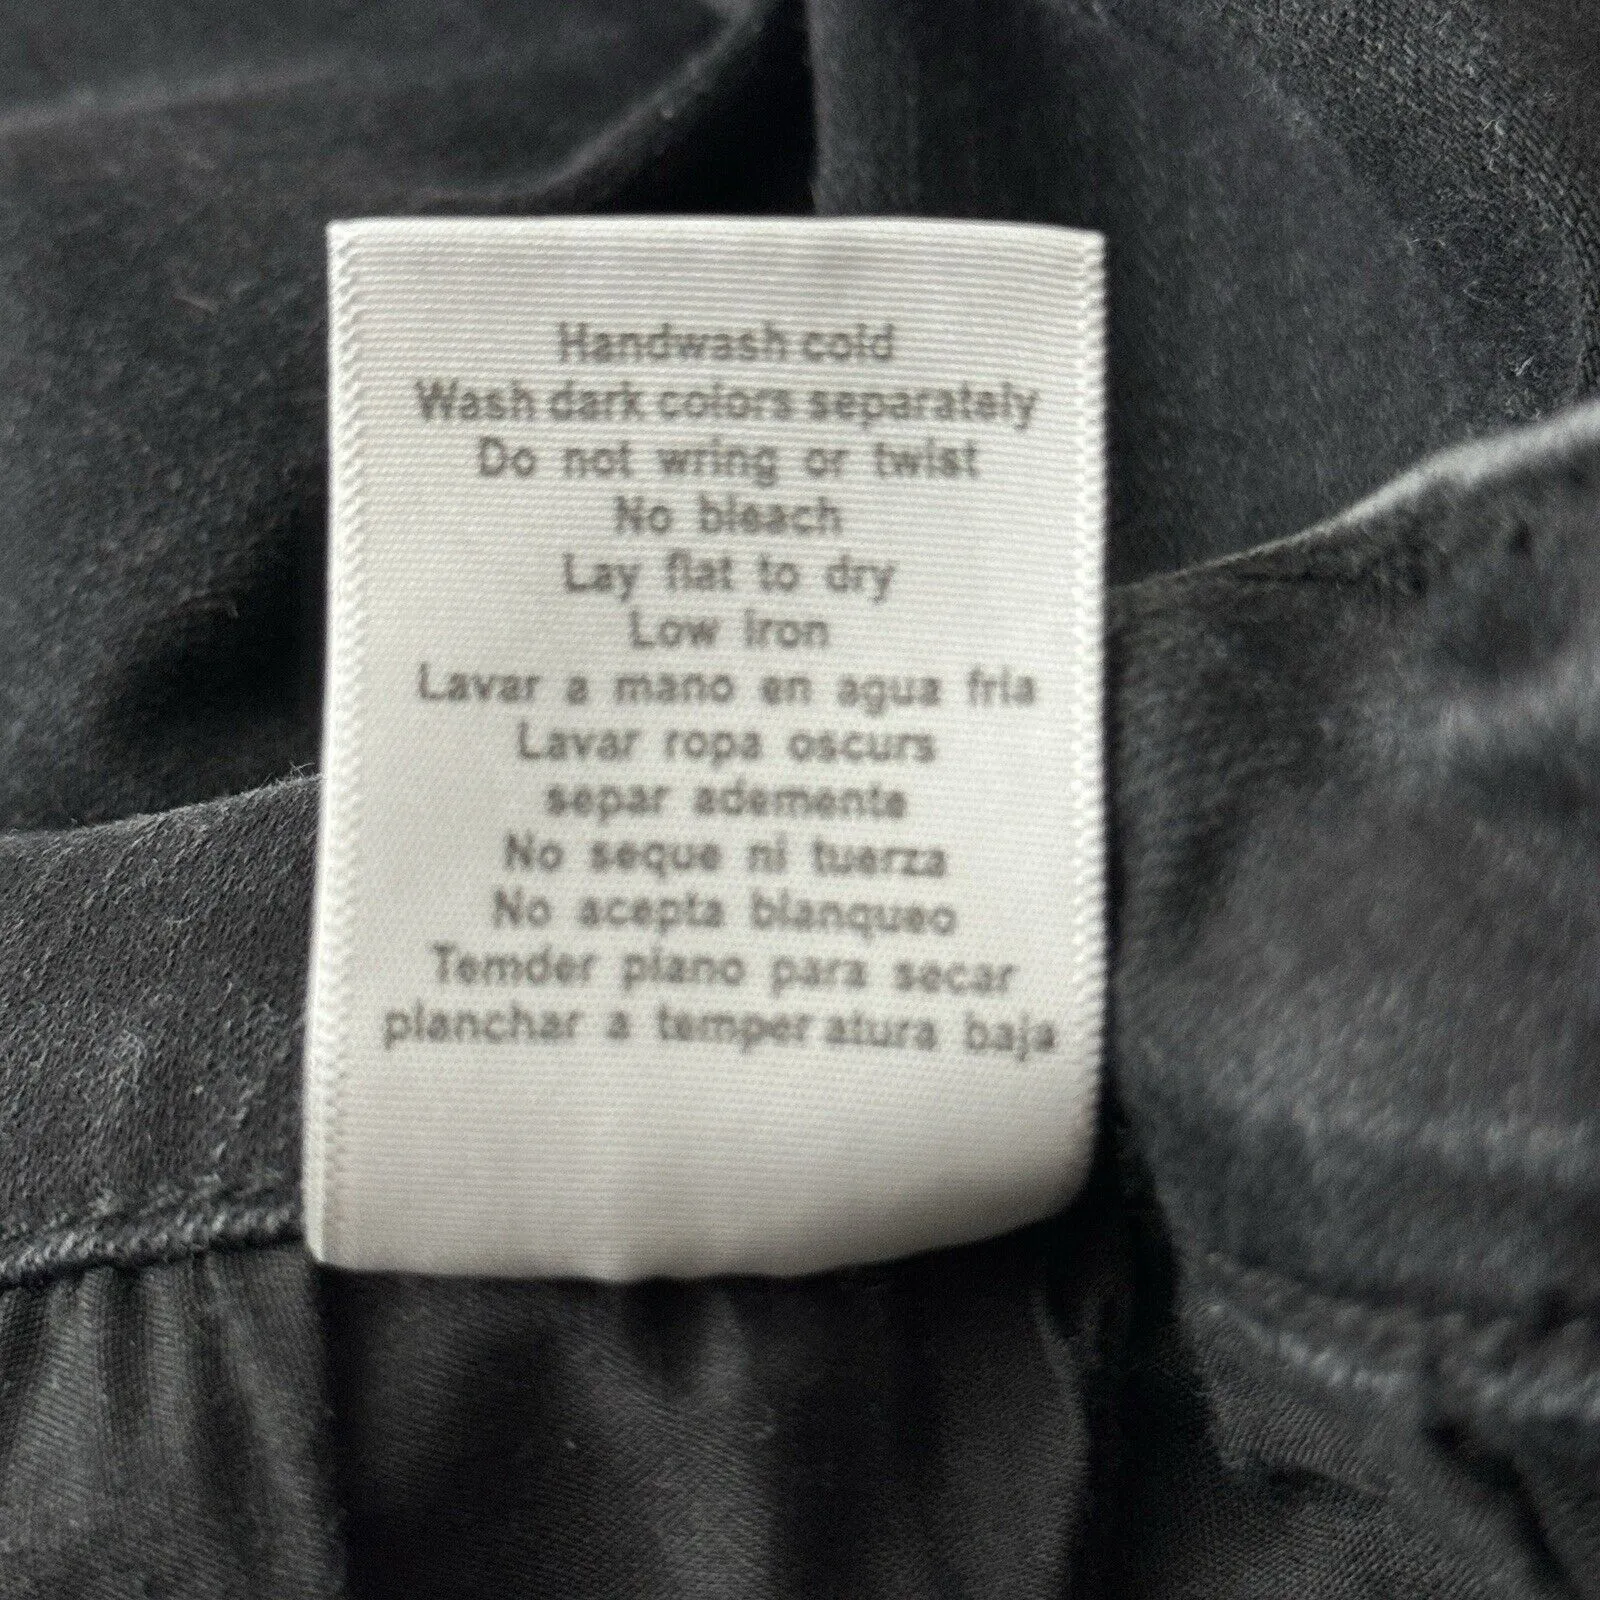 Handwash cold
Wash dark colors separately
Do not wring or twist
No bleach
Lay flat to dry
Low iron
Lavar a mano en agua fria
Lavar ropa oscurs
separ ademente
No seque ni tuerza
No acepta blanqueo
Temder plano para secar
planchar a temper atura baja